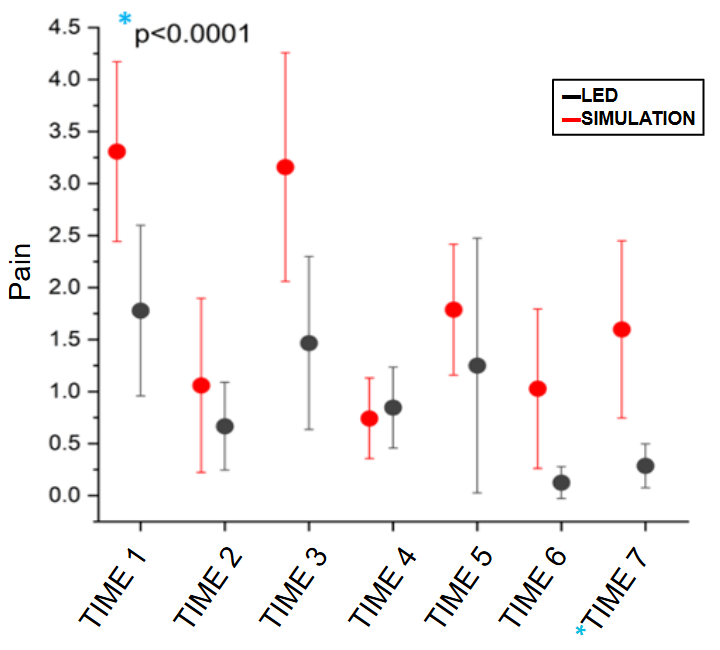 *
p<0.0001
4.5
4.0
3.5
3.0
2.5
2.0
1.5
1.0
0.5
0.0
Pain
LED
SIMULATION
TIME 1
TIME 2
TIME 3
TIME 4
TIME 5
TIME 6
*TIME 7